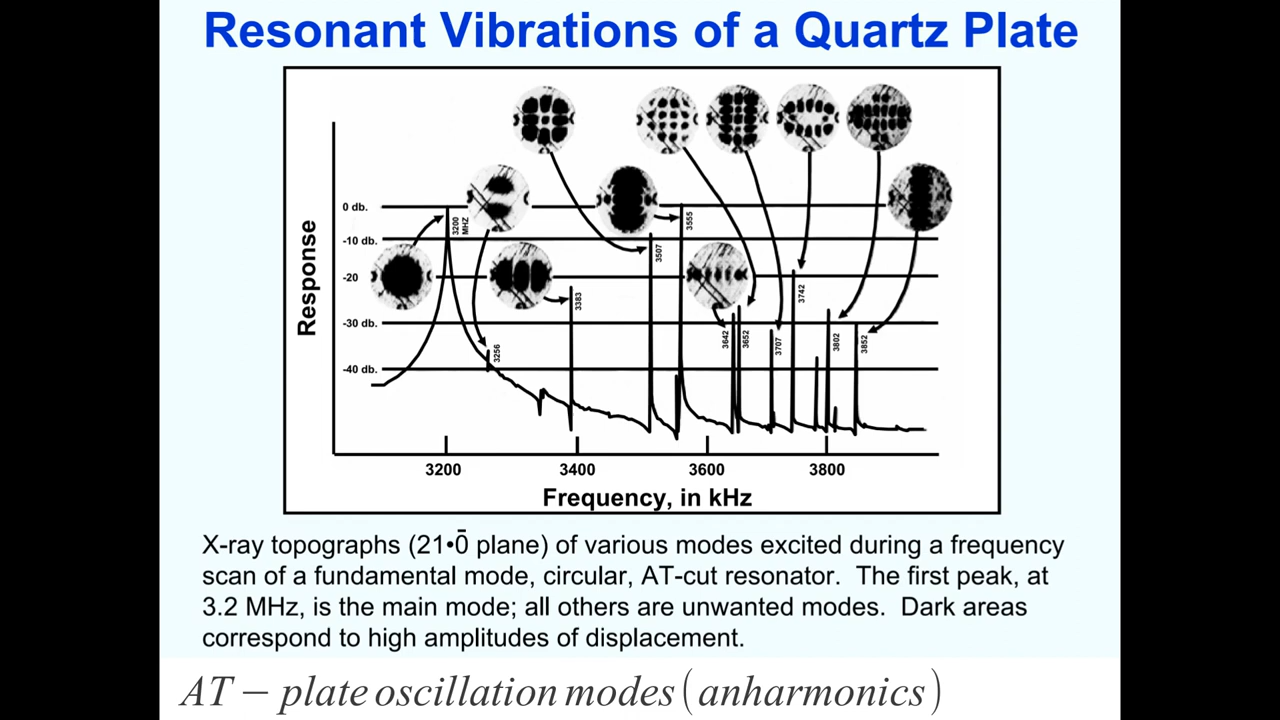 Resonant Vibrations of a Quartz Plate
Response
0 db.
-10 db.
-20
-30 db.
-40 db.
3200 MHZ
3256
3383
3507
3555
3642
3652
3707
3742
3802
3852
3200 3400 3600 3800
Frequency, in kHz
X-ray topographs (21•0̄ plane) of various modes excited during a frequency
scan of a fundamental mode, circular, AT-cut resonator. The first peak, at
3.2 MHz, is the main mode; all others are unwanted modes. Dark areas
correspond to high amplitudes of displacement.
AT − plate oscillation modes (anharmonics)